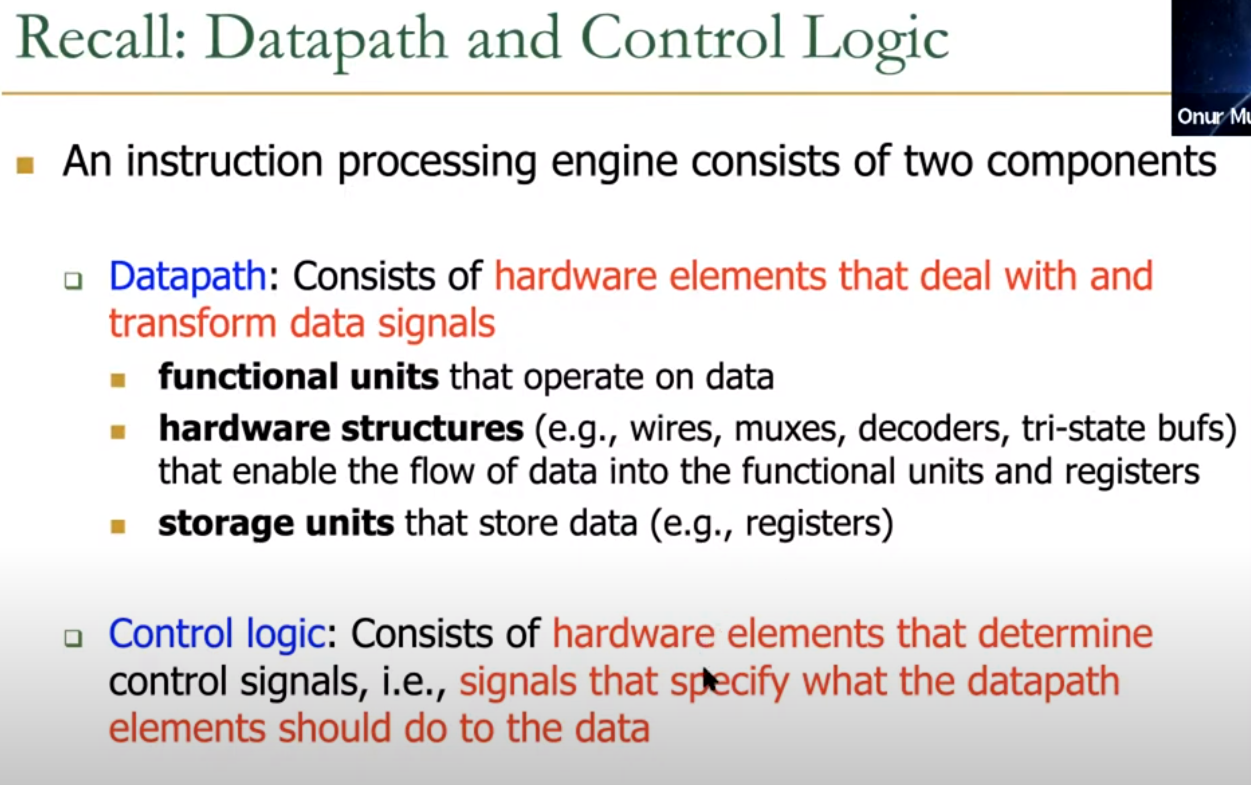 Recall: Datapath and Control Logic
Onur Mu
An instruction processing engine consists of two components
Datapath: Consists of hardware elements that deal with and
transform data signals
functional units that operate on data
hardware structures (e.g., wires, muxes, decoders, tri-state bufs)
that enable the flow of data into the functional units and registers
storage units that store data (e.g., registers)
Control logic: Consists of hardware elements that determine
control signals, i.e., signals that specify what the datapath
elements should do to the data